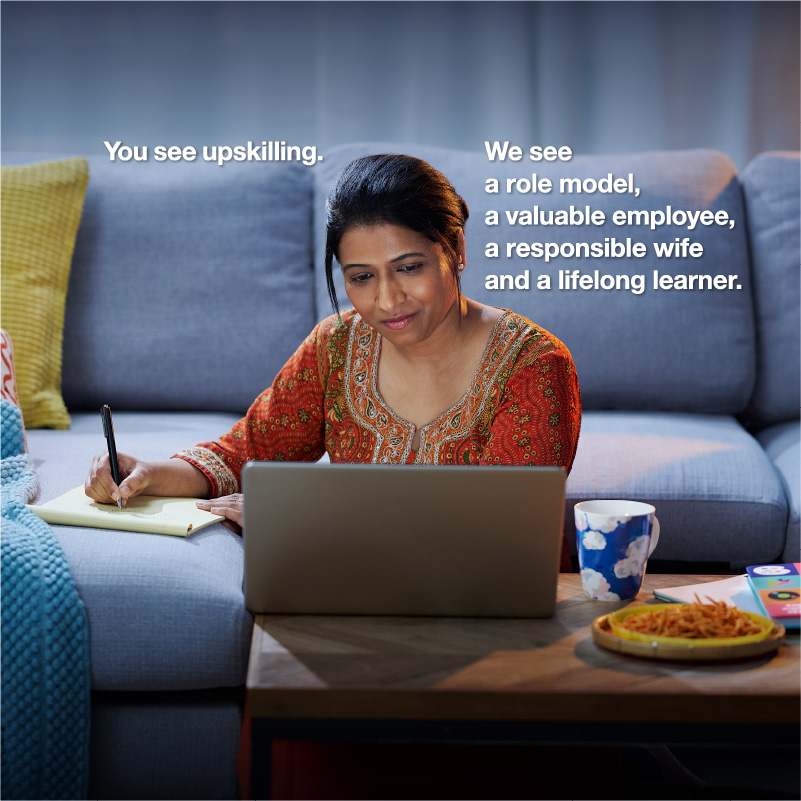 You see upskilling.
We see
a role model,
a valuable employee,
a responsible wife
and a lifelong learner.